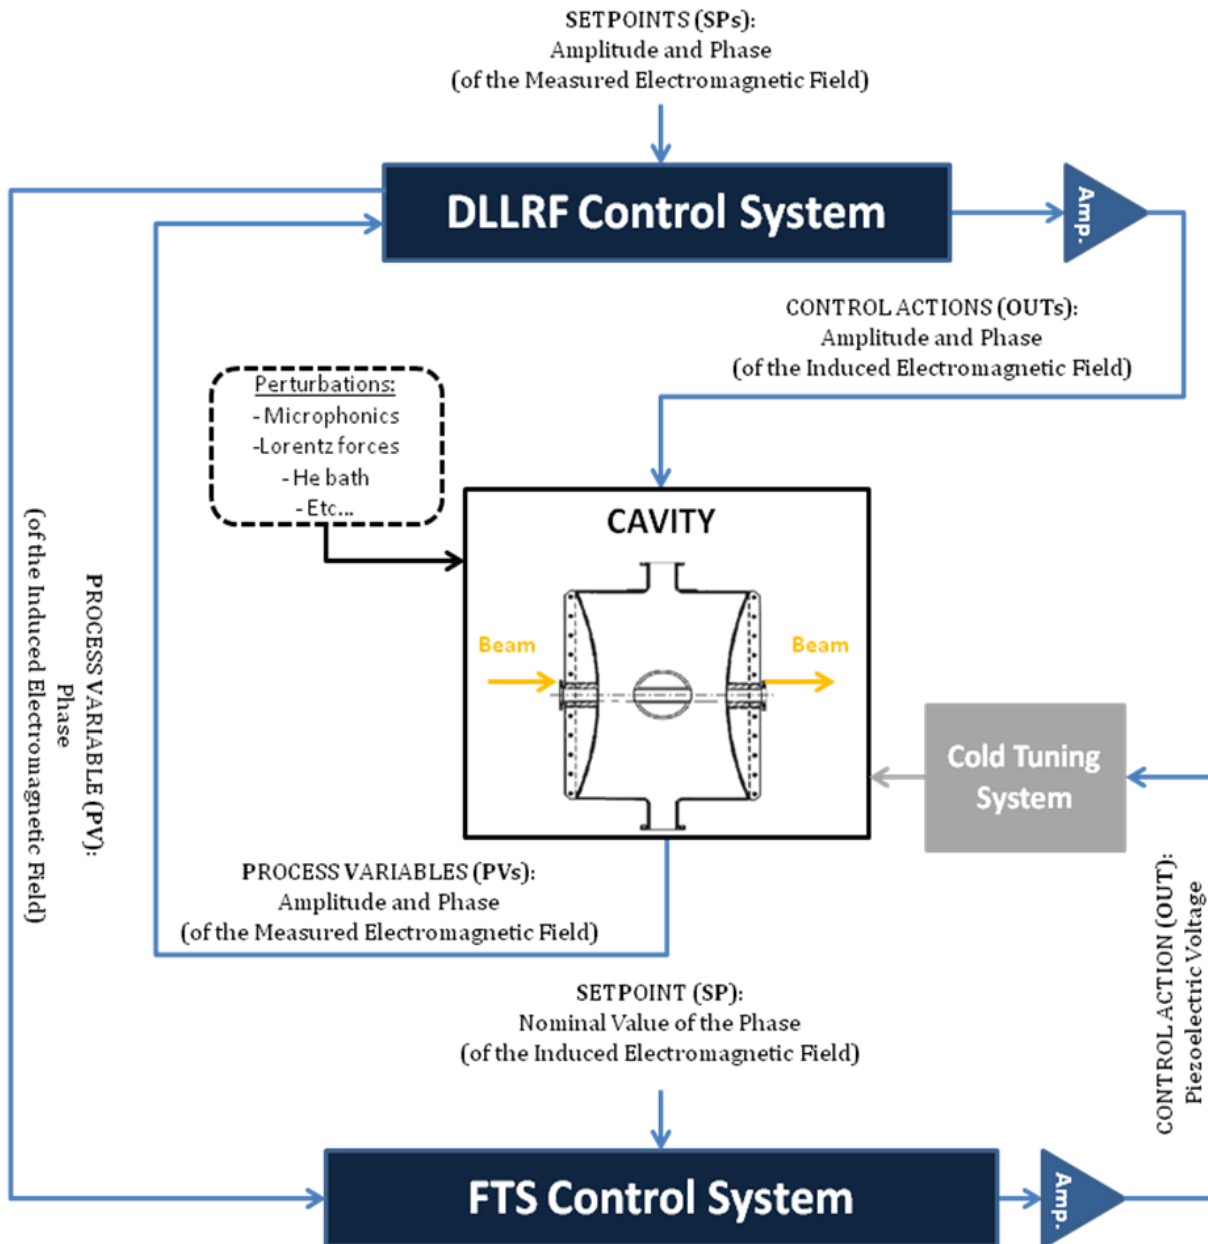 SETPOINTS (SPs):
Amplitude and Phase
(of the Measured Electromagnetic Field)
DLLRF Control System
Amp.
CONTROL ACTIONS (OUTs):
Amplitude and Phase
(of the Induced Electromagnetic Field)
Perturbations:
- Microphonics
-Lorentz forces
- He bath
- Etc...
CAVITY
Beam
Beam
Cold Tuning
System
PROCESS VARIABLE (PV):
Phase
(of the Induced Electromagnetic Field)
PROCESS VARIABLES (PVs):
Amplitude and Phase
(of the Measured Electromagnetic Field)
CONTROL ACTION (OUT):
Piezoelectric Voltage
SETPOINT (SP):
Nominal Value of the Phase
(of the Induced Electromagnetic Field)
FTS Control System
Amp.